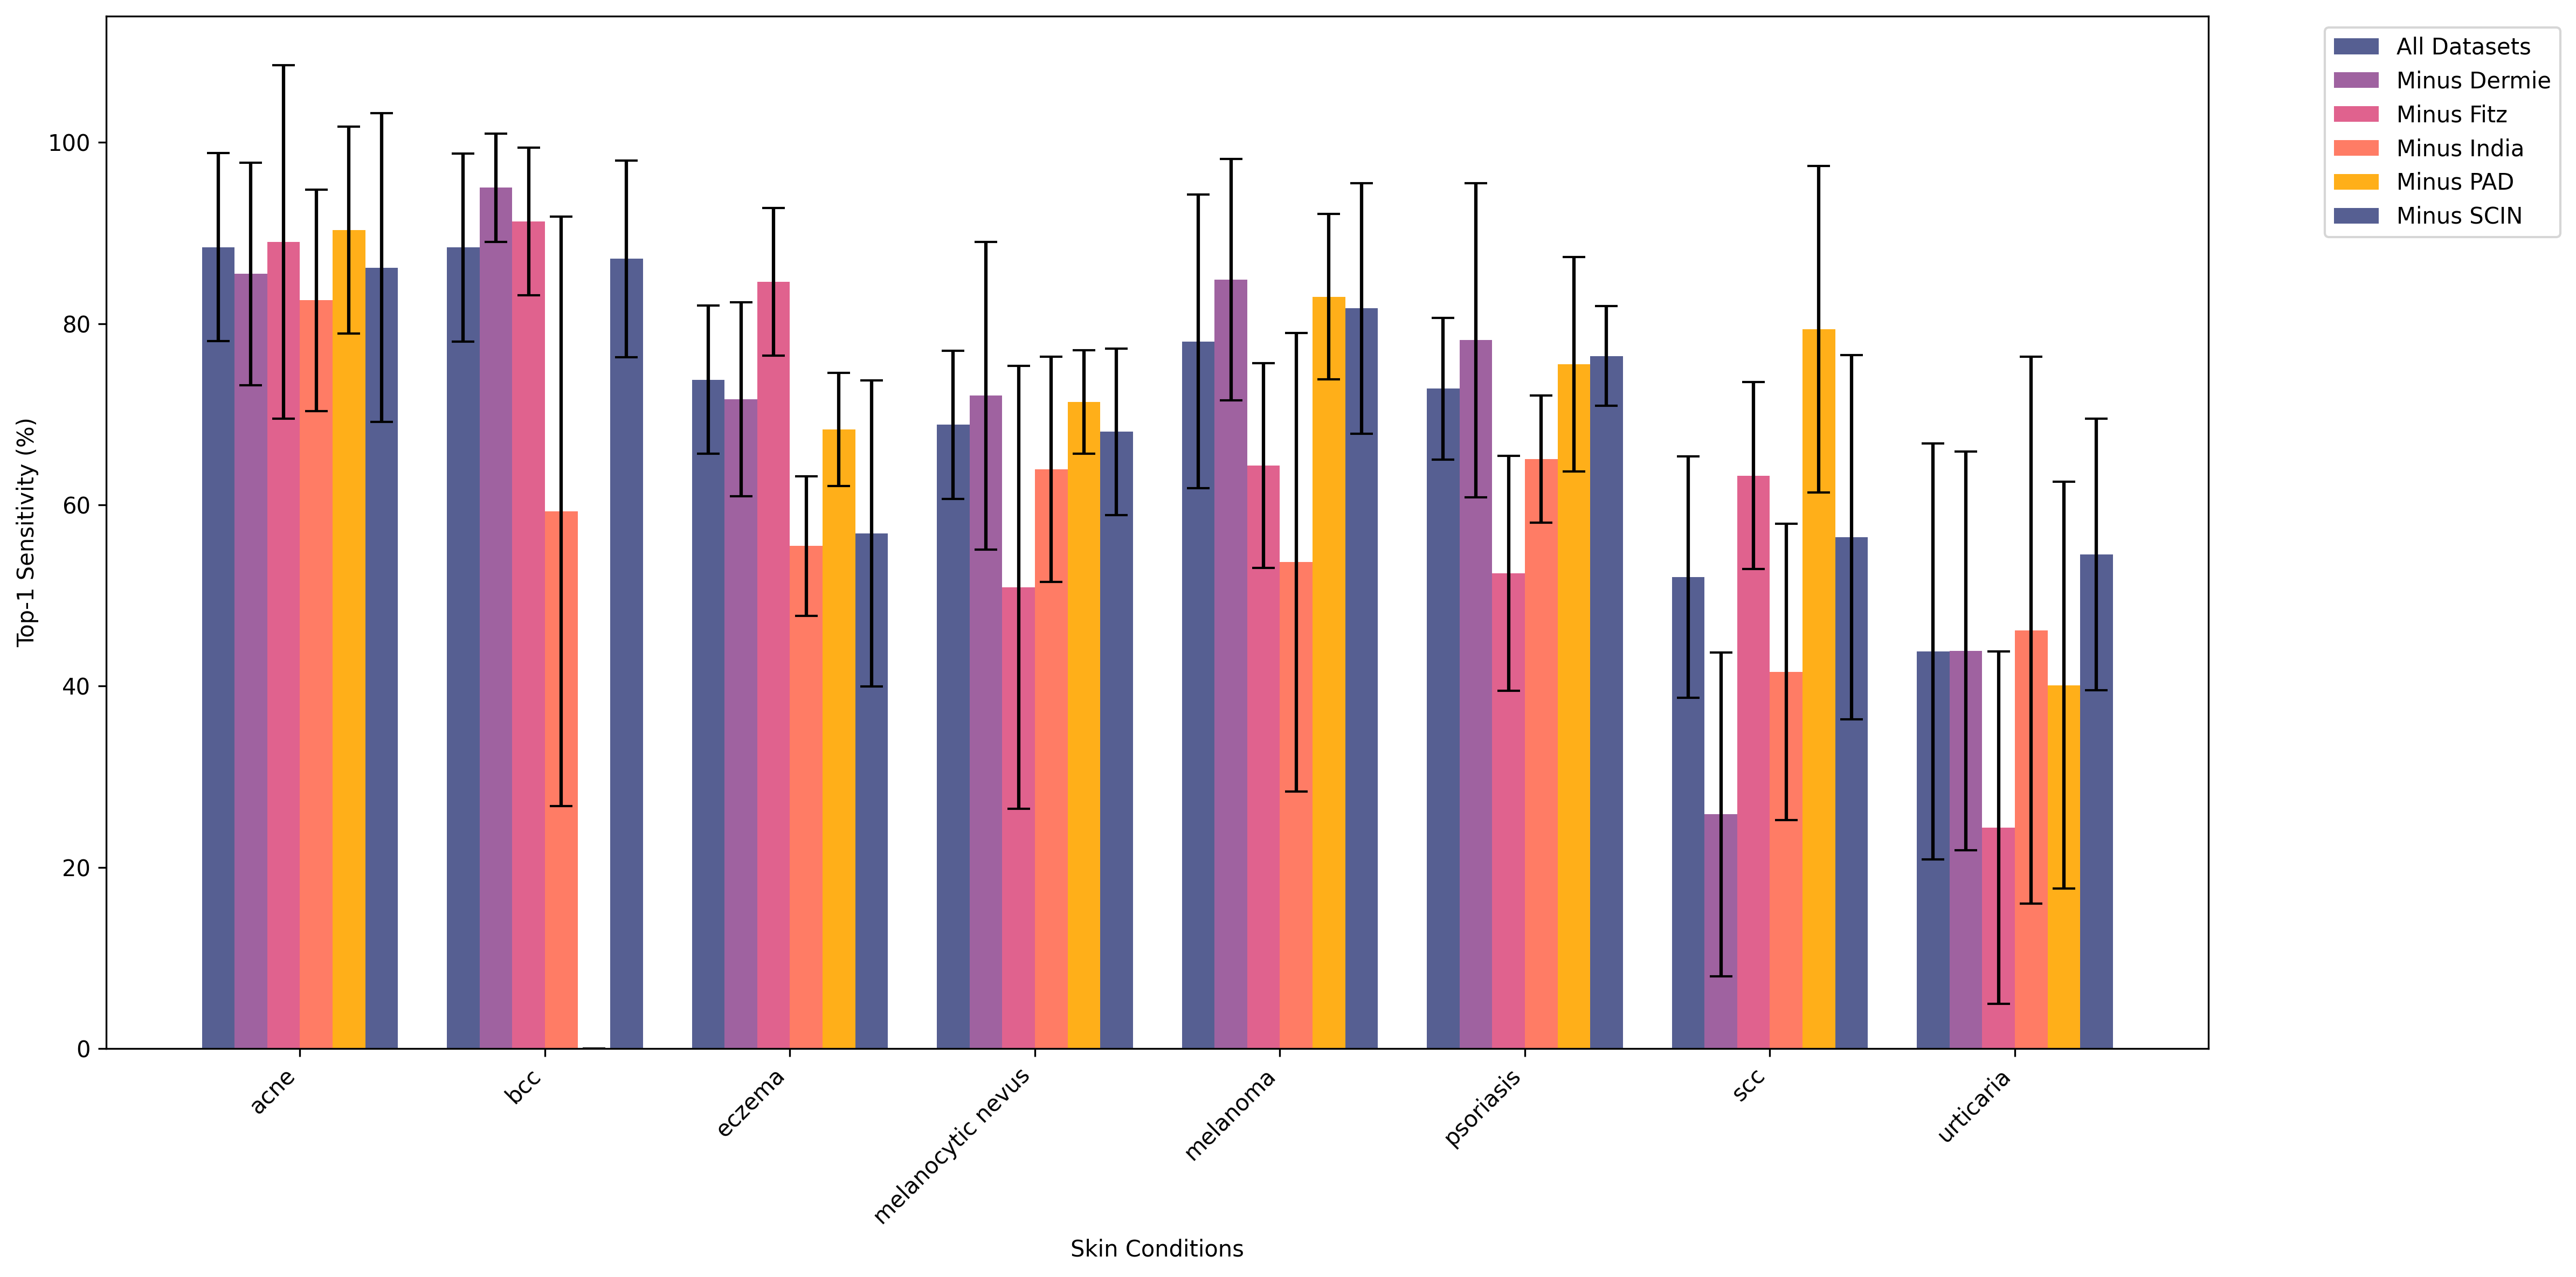 Top-1 Sensitivity (%)
100
80
60
40
20
0
acne
bcc
eczema
melanocytic nevus
melanoma
psoriasis
scc
urticaria
Skin Conditions
All Datasets
Minus Dermie
Minus Fitz
Minus India
Minus PAD
Minus SCIN